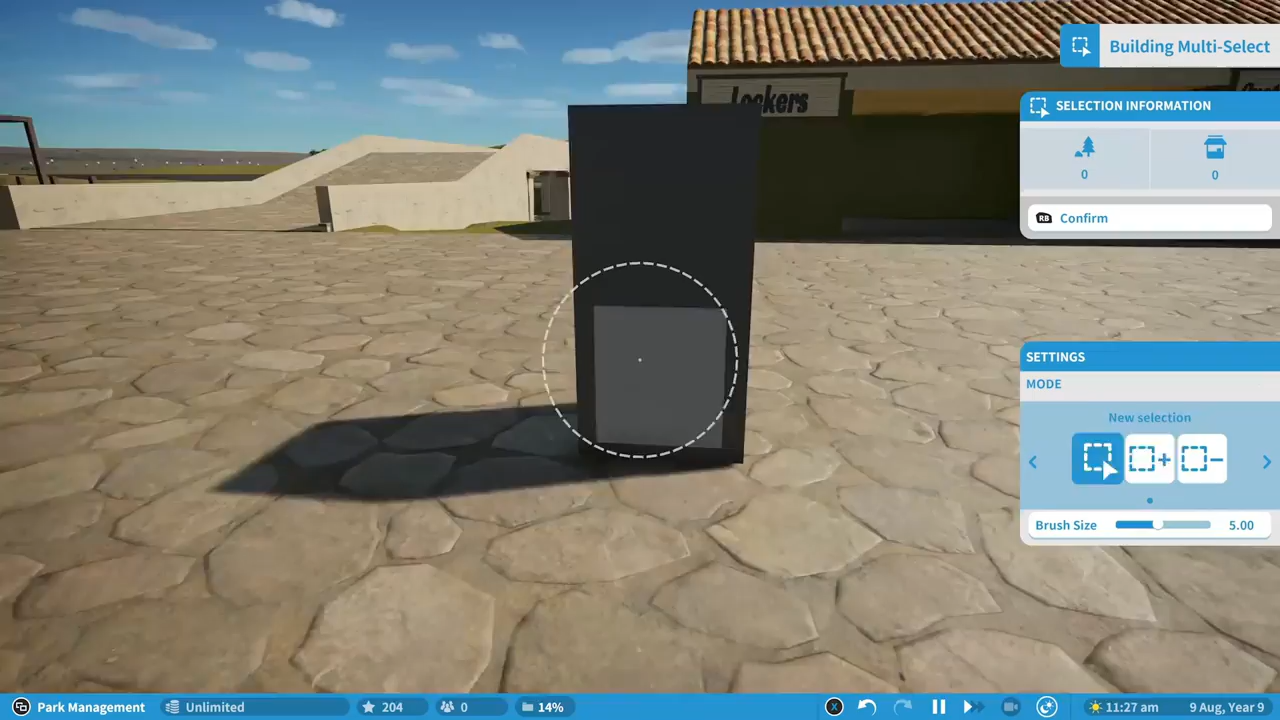 Building Multi-Select
Lockers
SELECTION INFORMATION
0
0
RB Confirm
SETTINGS
MODE
New selection
Brush Size 5.00
Park Management
Unlimited
204
0
14%
X
11:27 am
9 Aug, Year 9